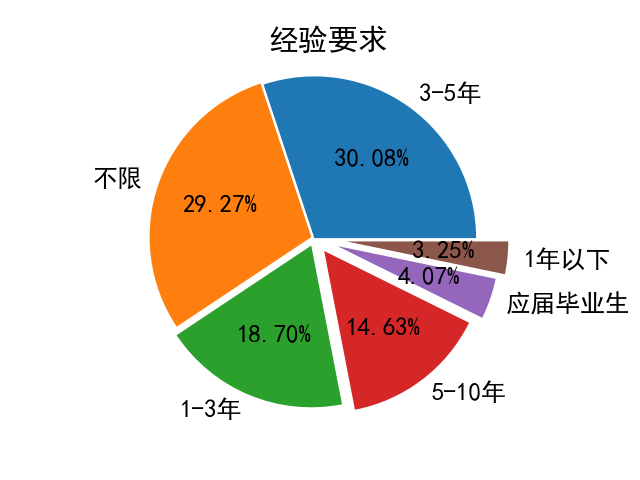 经验要求
3-5年
30.08%
不限
29.27%
3.25%
1年以下
4.07%
应届毕业生
18.70%
14.63%
5-10年
1-3年